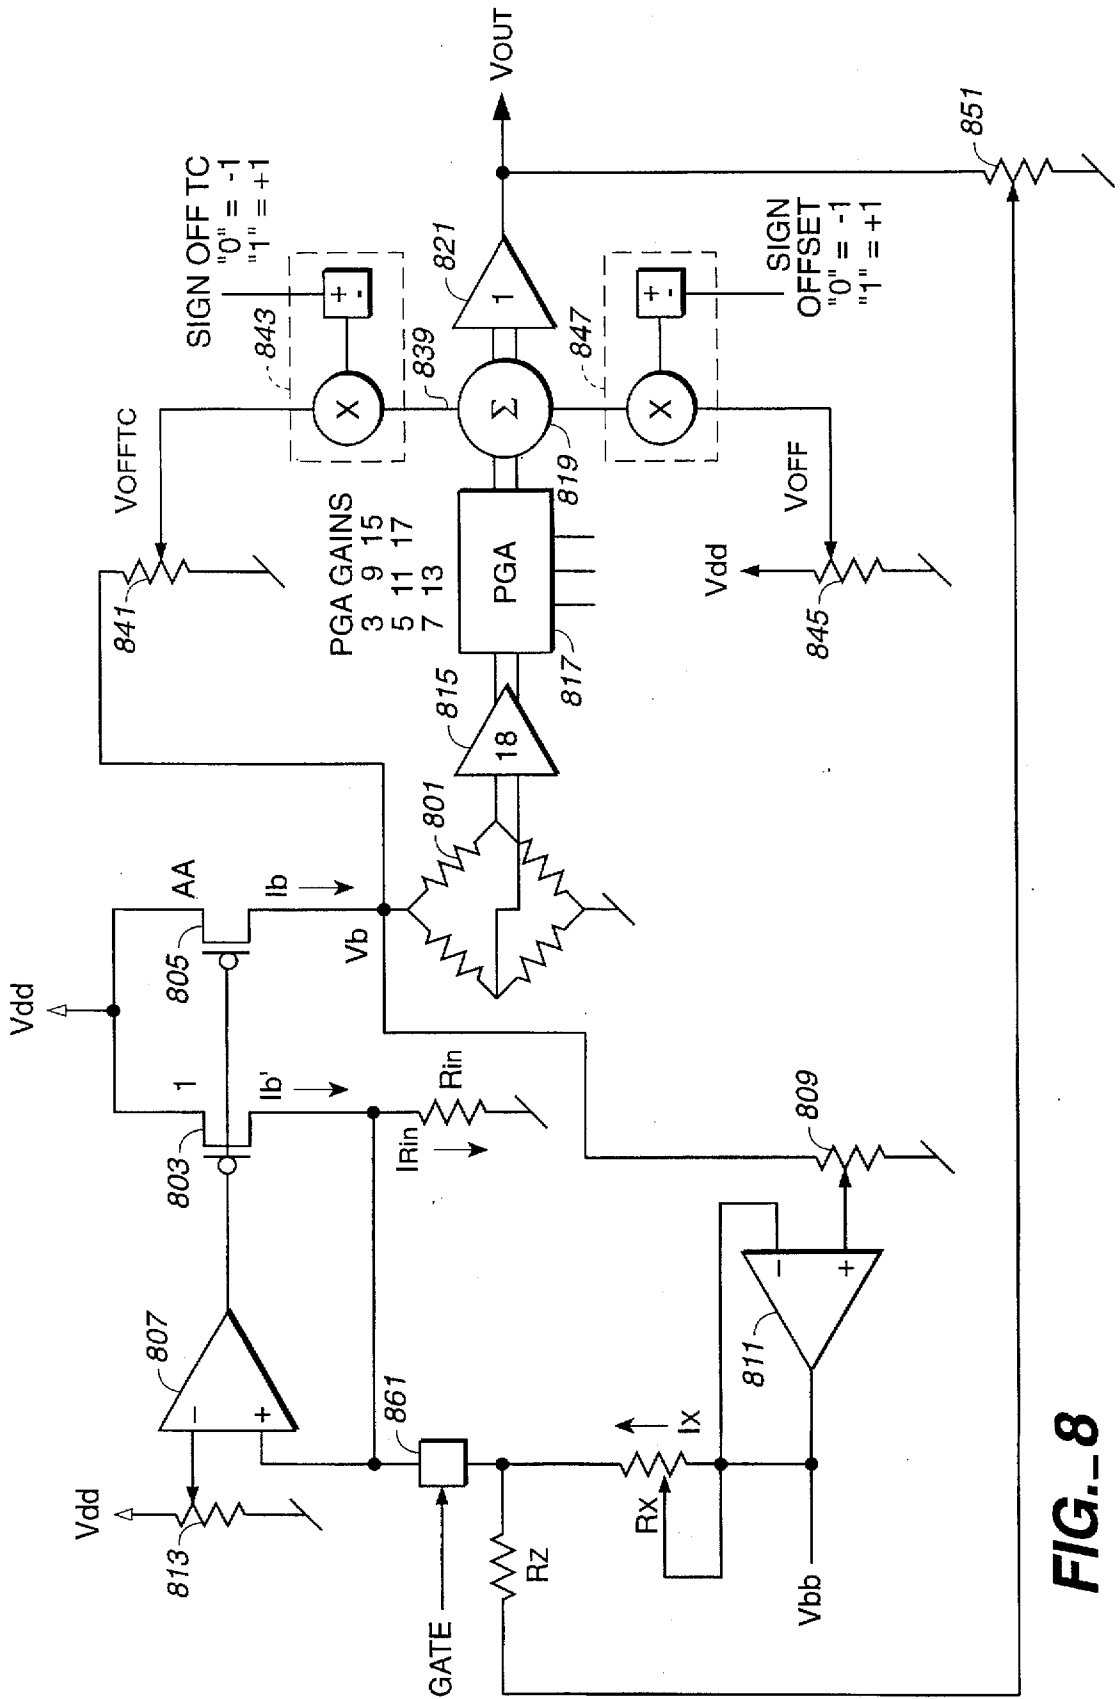 Vdd
1
AA
803
805
Ib'
Ib
807
−
+
Vdd
813
861
GATE
IRin
Rin
Vb
801
RZ
RX
IX
Vbb
811
−
+
809
815
18
PGA GAINS
3 9 15
5 11 17
7 13
PGA
817
Σ
819
839
841
VOFFTC
843
X
+
-
SIGN OFF TC
"0" = -1
"1" = +1
821
1
VOUT
847
X
+
-
SIGN
OFFSET
"0" = -1
"1" = +1
VOFF
Vdd
845
851
FIG._8